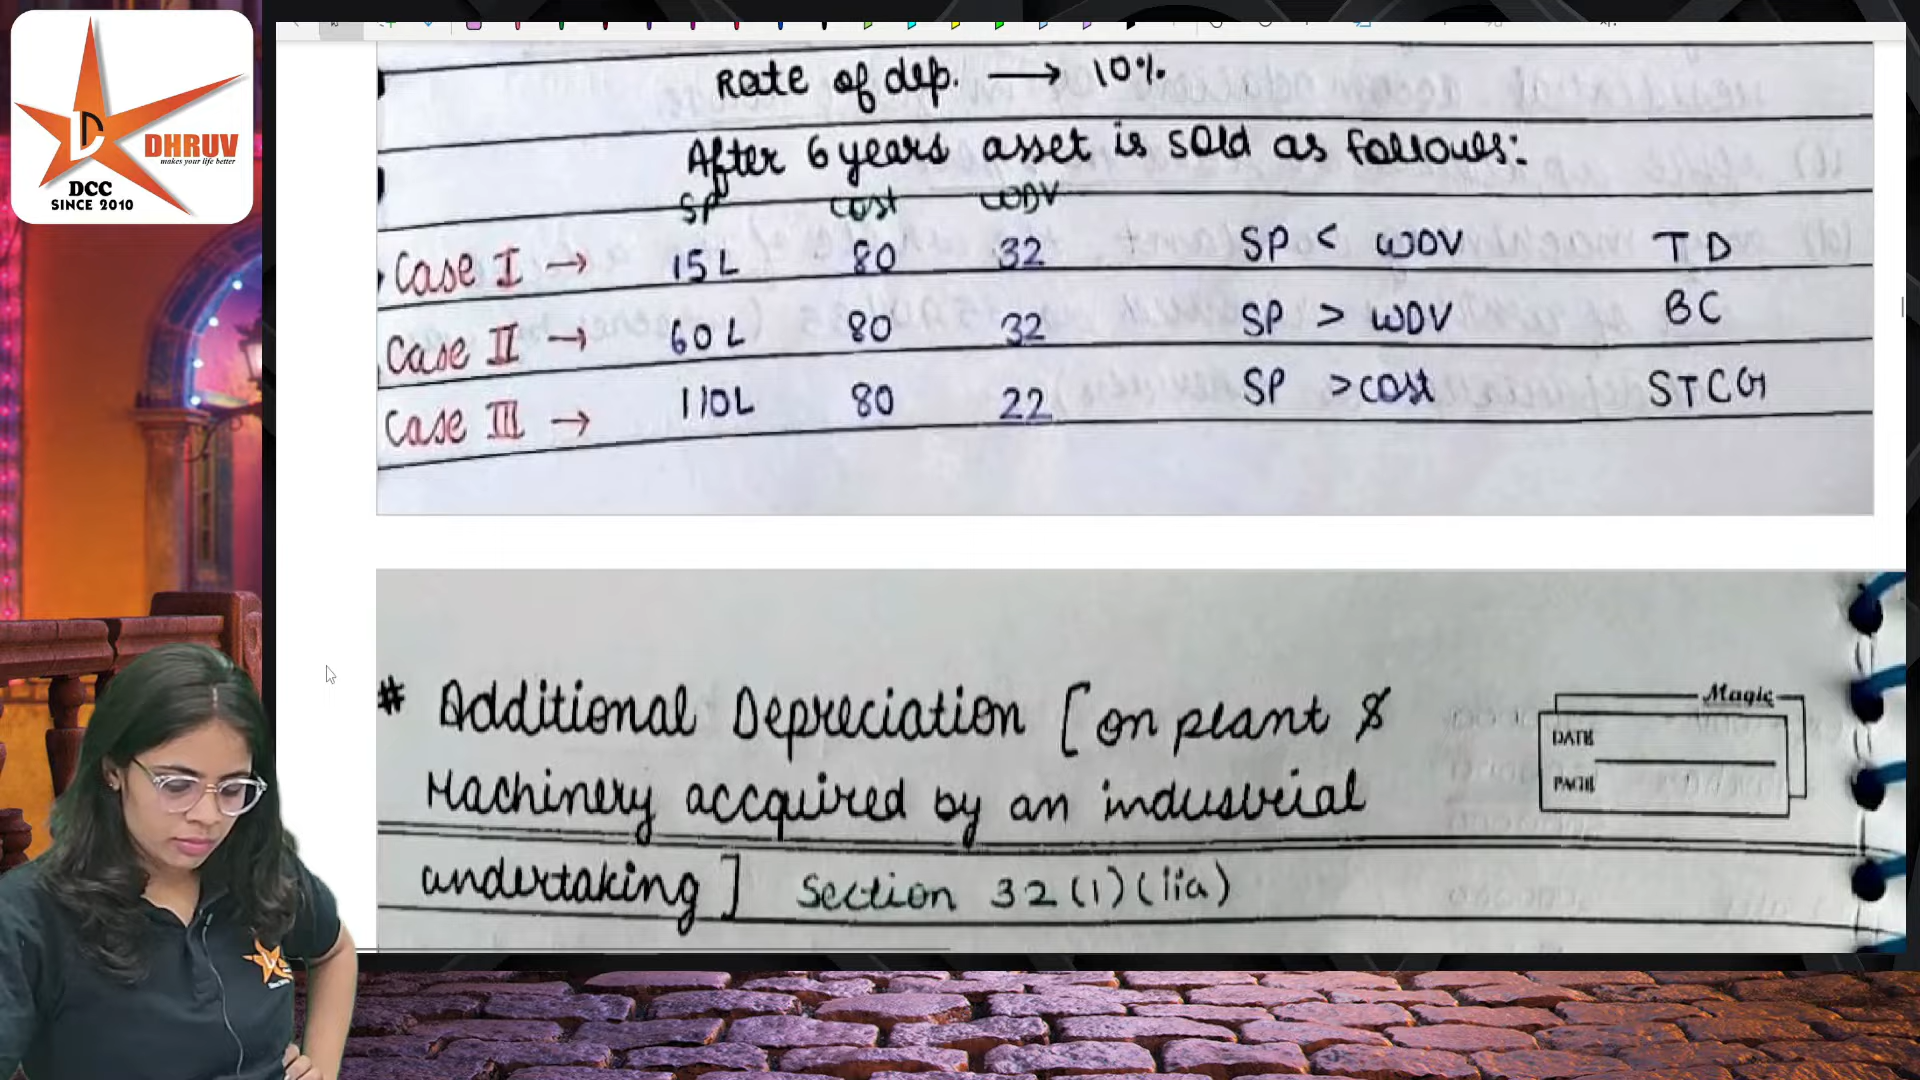 DC
DHRUV
makes your life better
DCC
SINCE 2010
Rate of dep. → 10%
After 6 years asset is sold as follows:
SP cost WDV
Case I → 15L 80 32 SP < WDV TD
Case II → 60L 80 32 SP > WDV BC
Case III → 110L 80 22 SP > cost STCG
# Additional Depreciation [on plant &
Machinery accquired by an industrial
undertaking] Section 32(1)(iia)
Magic
DATE
PAGE